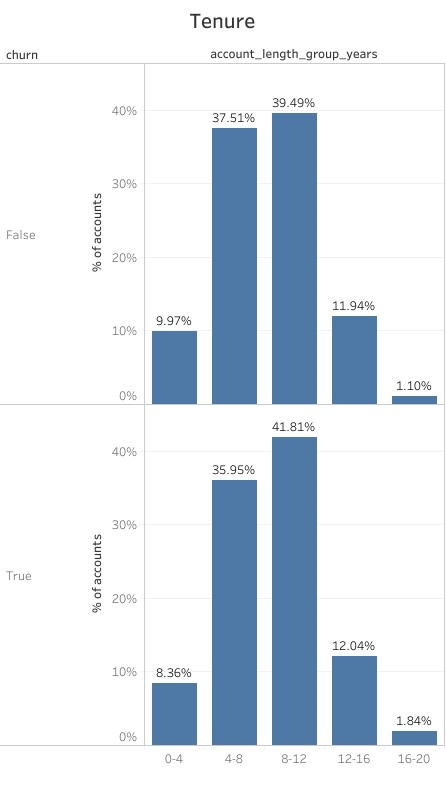 Tenure
churn account_length_group_years
False
% of accounts
40%
30%
20%
10%
0%
9.97% 37.51% 39.49% 11.94% 1.10%
True
% of accounts
40%
30%
20%
10%
0%
8.36% 35.95% 41.81% 12.04% 1.84%
0-4 4-8 8-12 12-16 16-20